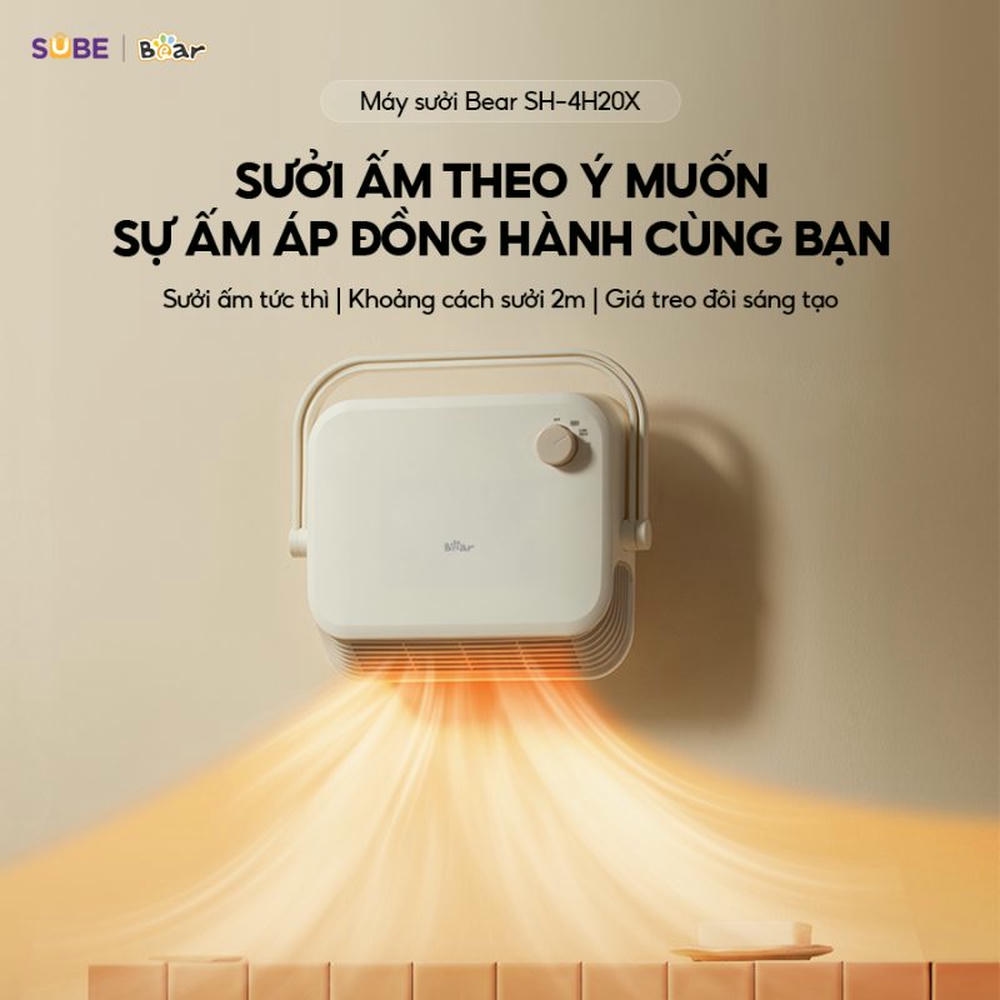 SUBE | Bear
Máy sưởi Bear SH-4H20X
SƯỞI ẤM THEO Ý MUỐN
SỰ ẤM ÁP ĐỒNG HÀNH CÙNG BẠN
Sưởi ấm tức thì | Khoảng cách sưởi 2m | Giá treo đôi sáng tạo
Bear